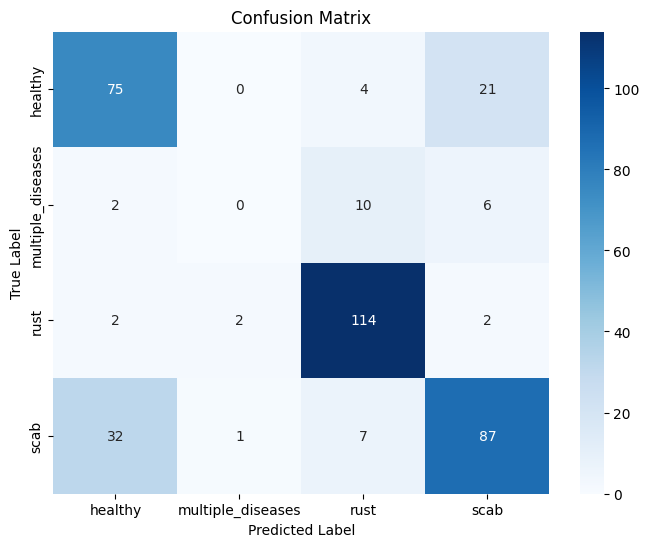 Confusion Matrix
True Label
healthy
75 0 4 21
multiple_diseases
2 0 10 6
rust
2 2 114 2
scab
32 1 7 87
healthy multiple_diseases rust scab
Predicted Label
100
80
60
40
20
0